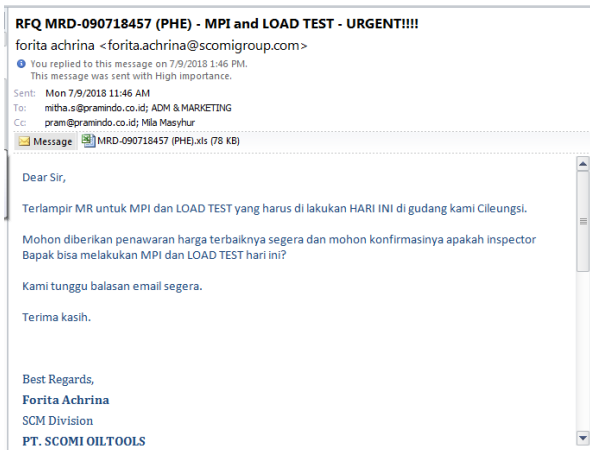 RFQ MRD-090718457 (PHE) - MPI and LOAD TEST - URGENT!!!!
forita achrina <forita.achrina@scomigroup.com>
You replied to this message on 7/9/2018 1:46 PM.
This message was sent with High importance.
Sent: Mon 7/9/2018 11:46 AM
To: mitha.s@pramindo.co.id; ADM & MARKETING
Cc: pram@pramindo.co.id; Mila Masyhur
Message MRD-090718457 (PHE).xls (78 KB)
Dear Sir,
Terlampir MR untuk MPI dan LOAD TEST yang harus di lakukan HARI INI di gudang kami Cileungsi.
Mohon diberikan penawaran harga terbaiknya segera dan mohon konfirmasinya apakah inspector
Bapak bisa melakukan MPI dan LOAD TEST hari ini?
Kami tunggu balasan email segera.
Terima kasih.
Best Regards,
Forita Achrina
SCM Division
PT. SCOMI OILTOOLS